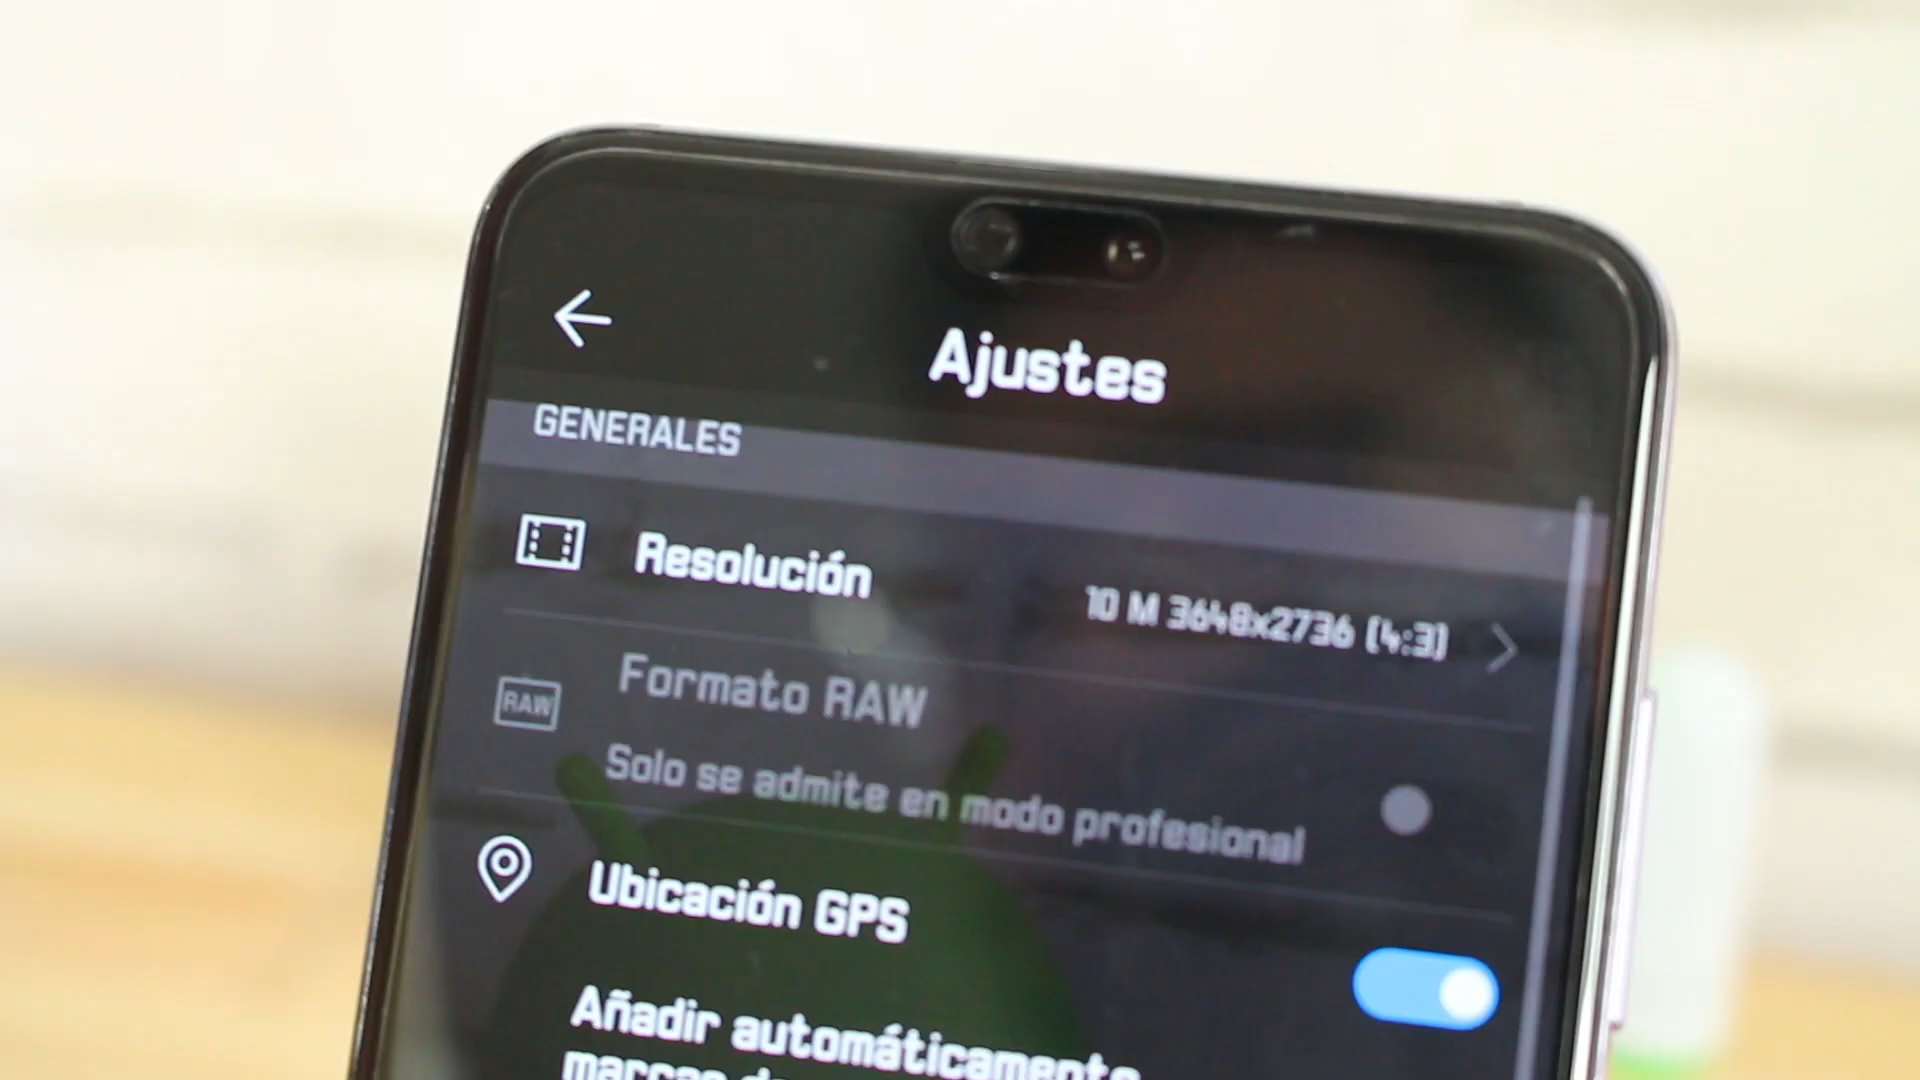 Ajustes
GENERALES
Resolución
10 M 3648x2736 (4:3)
RAW
Formato RAW
Solo se admite en modo profesional
Ubicación GPS
Añadir automáticamente
marcas de